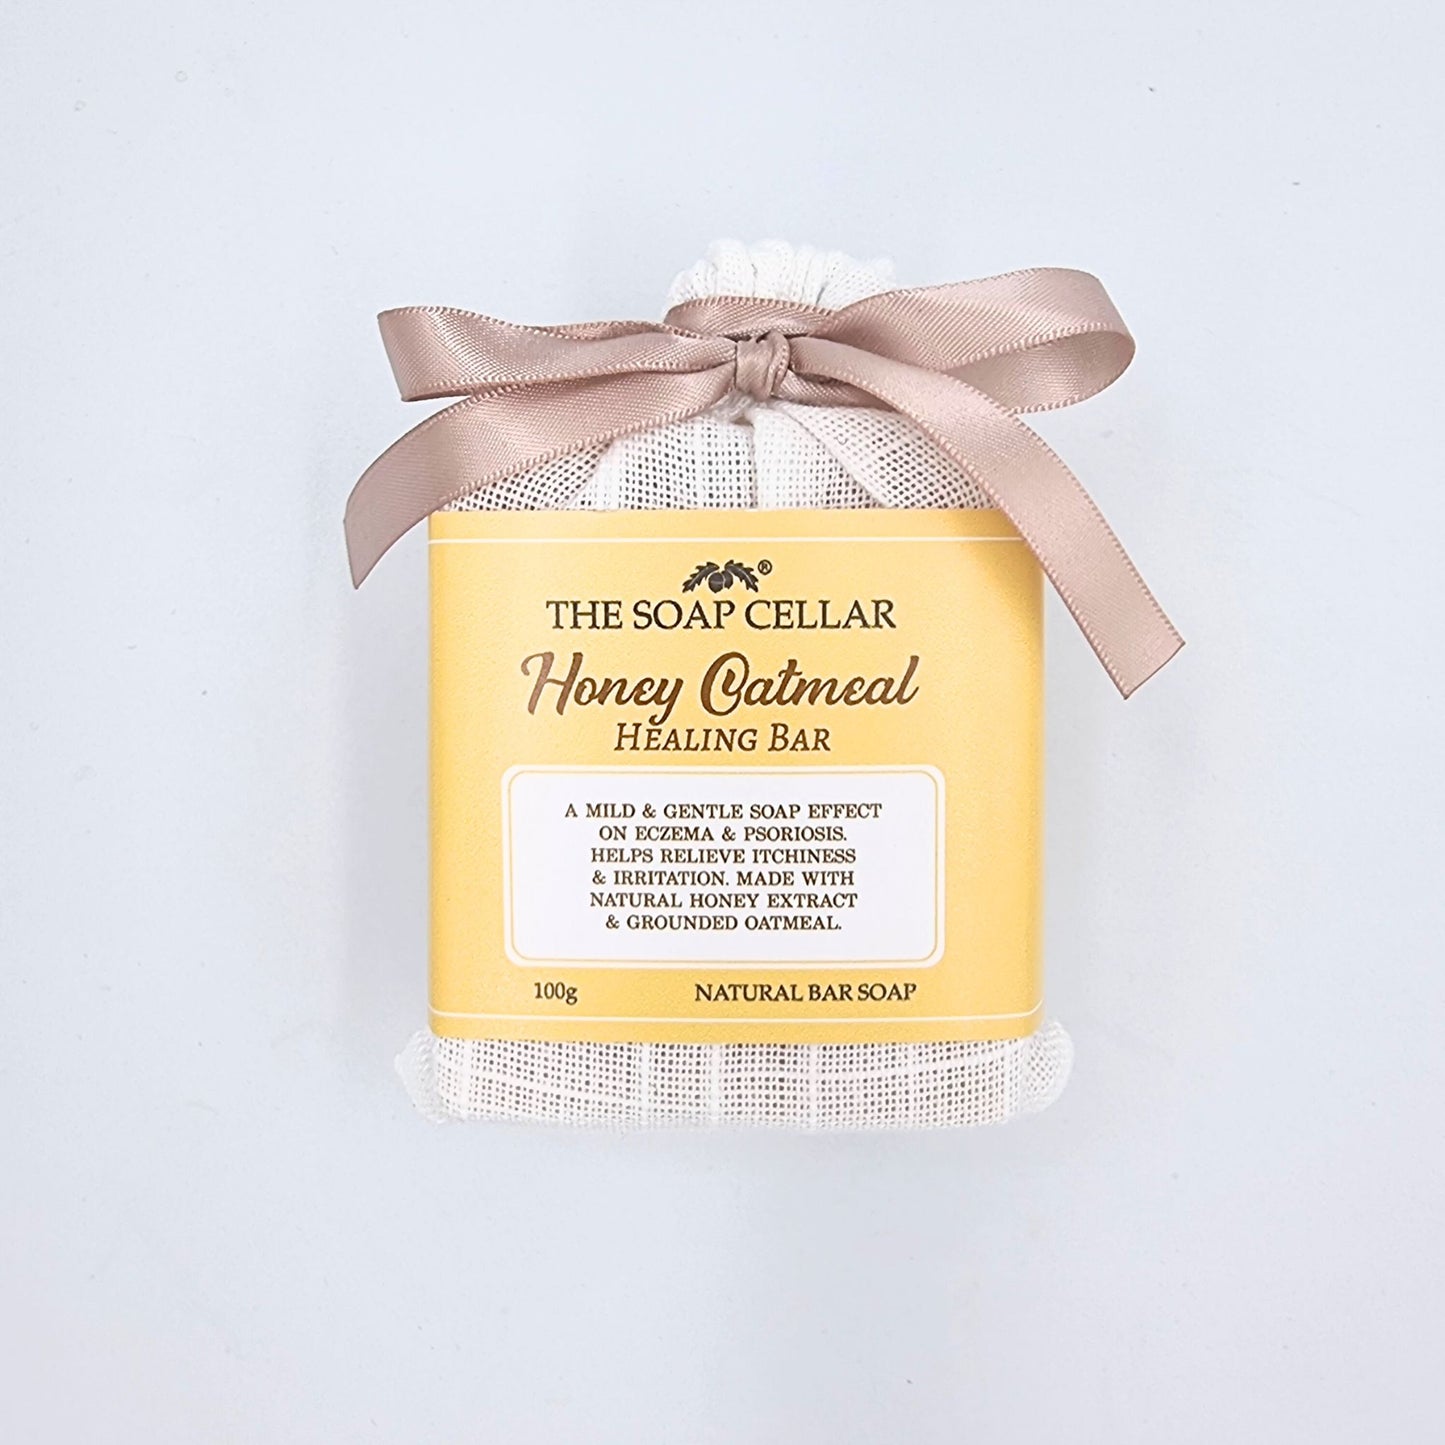 ®
THE SOAP CELLAR
Honey Oatmeal
HEALING BAR
A MILD & GENTLE SOAP EFFECT
ON ECZEMA & PSORIOSIS.
HELPS RELIEVE ITCHINESS
& IRRITATION. MADE WITH
NATURAL HONEY EXTRACT
& GROUNDED OATMEAL.
100g NATURAL BAR SOAP